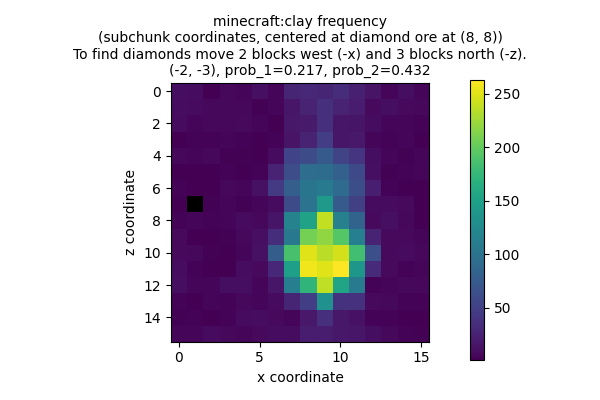 minecraft:clay frequency
(subchunk coordinates, centered at diamond ore at (8, 8))
To find diamonds move 2 blocks west (-x) and 3 blocks north (-z).
(-2, -3), prob_1=0.217, prob_2=0.432
0
2
4
6
8
10
12
14
z coordinate
0
5
10
15
x coordinate
250
200
150
100
50